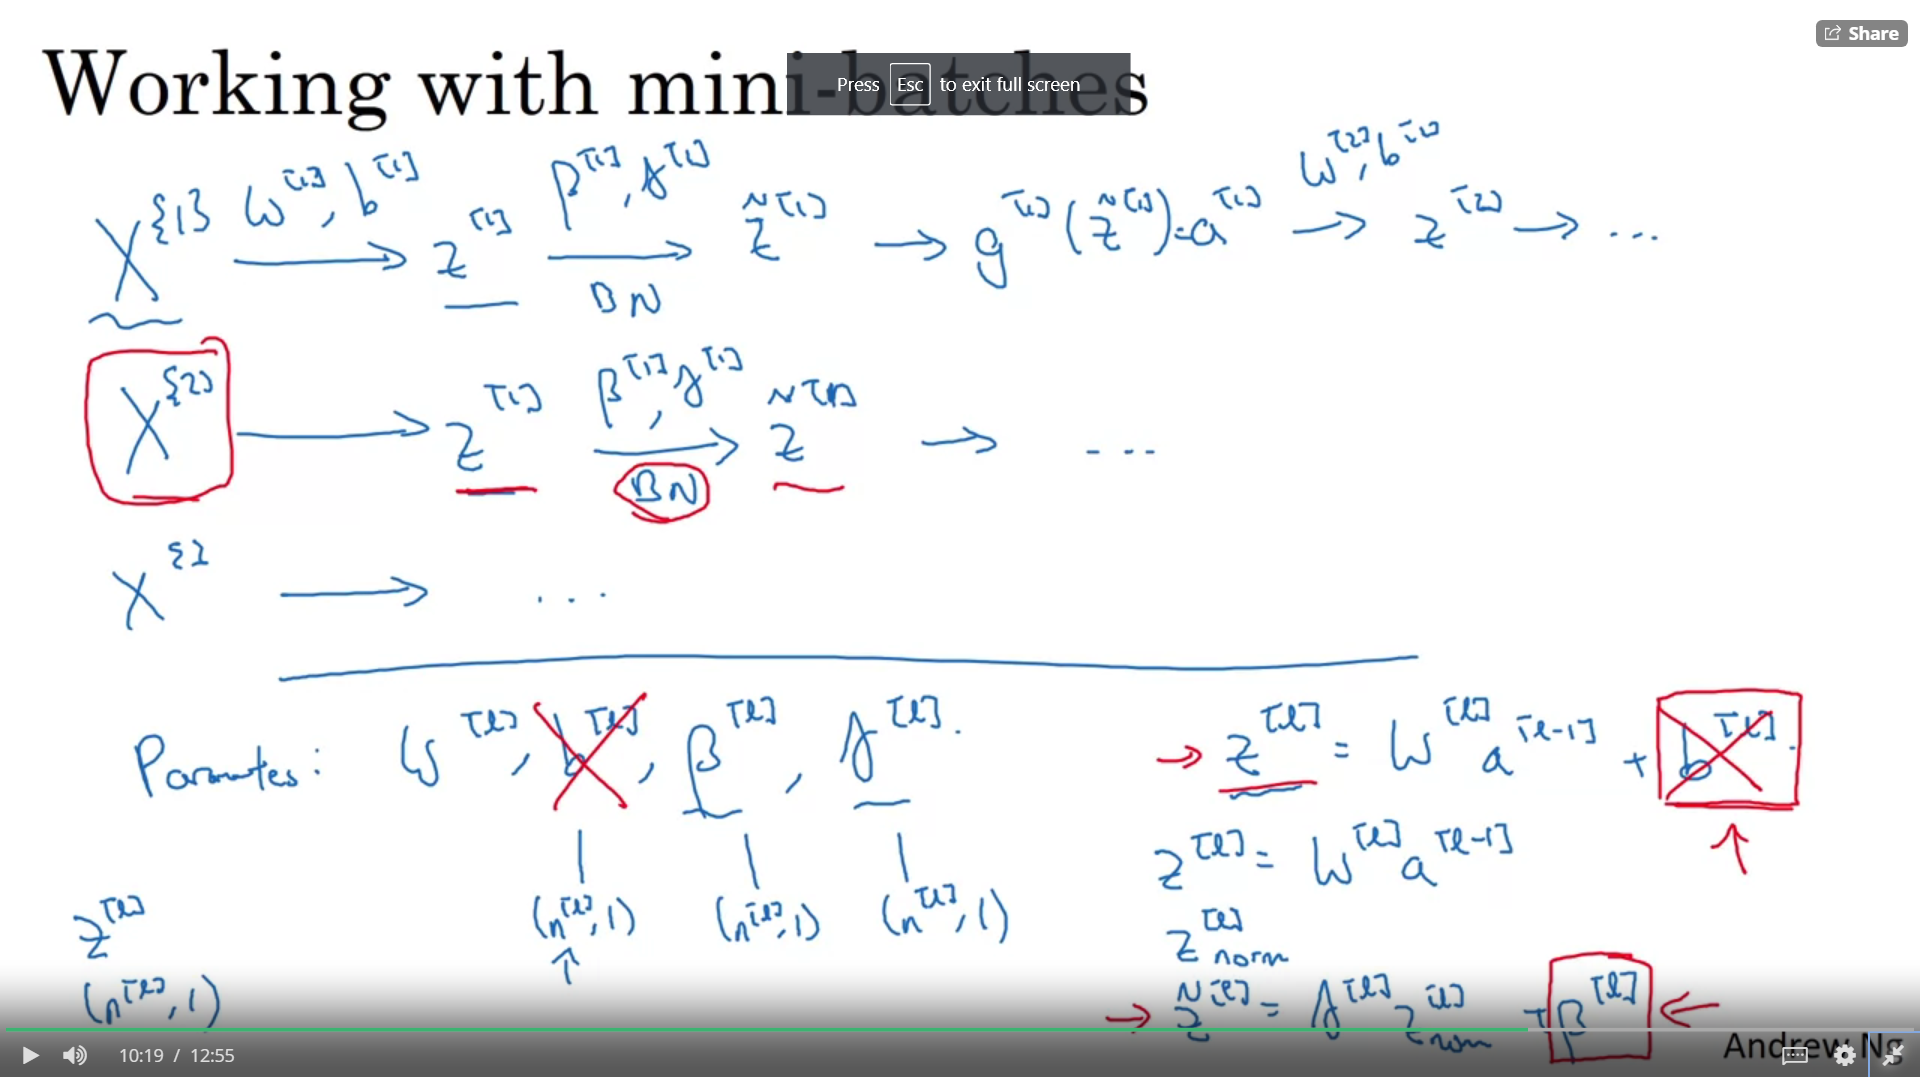 Share
Working with mini-batches
Press Esc to exit full screen
X^{1} W^[1], b^[1] → z^[1] β^[1], γ^[1] → BN z̃^[1] → g^[1](z̃^[1]) = a^[1] W^[2], b^[2] → z^[2] → ...
X^{2} → z^[1] β^[1], γ^[1] → BN z̃^[1] → ...
X^{3} → ...
Parameters: W^[l], b^[l], β^[l], γ^[l].
(n^[l], 1) (n^[l], 1) (n^[l], 1)
z^[l]
(n^[l], 1)
→ z^[l] = W^[l] a^[l-1] + b^[l].
z^[l] = W^[l] a^[l-1]
z^[l] norm
→ z̃^[l] = γ^[l] z^[l] norm + β^[l] ←
10:19 / 12:55
Andrew Ng